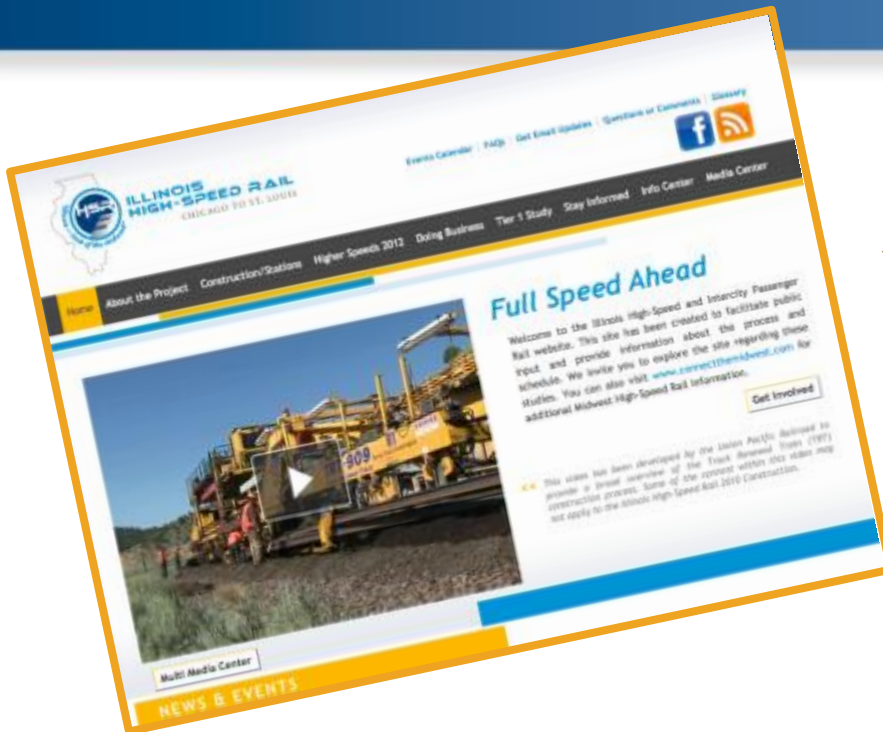 Events Calendar | FAQs | Get Email Updates | Questions or Comments | Glossary
HSR
ILLINOIS
HIGH-SPEED RAIL
CHICAGO TO ST. LOUIS
Home About the Project Construction/Stations Higher Speeds 2012 Doing Business Tier 1 Study Stay Informed Info Center Media Center
Full Speed Ahead
Welcome to the Illinois High-Speed and Intercity Passenger
Rail website. This site has been created to facilitate public
input and provide information about the process and
schedule. We invite you to explore the site regarding these
studies. You can also visit www.connectthemidwest.com for
additional Midwest High-Speed Rail information.
Get Involved
<< This video has been developed by the Union Pacific Railroad to
provide a broad overview of the Track Renewal Train (TRT)
construction process. Some of the content within this video may
not apply to the Illinois High-Speed Rail 2010 Construction.
909
Multi Media Center
NEWS & EVENTS